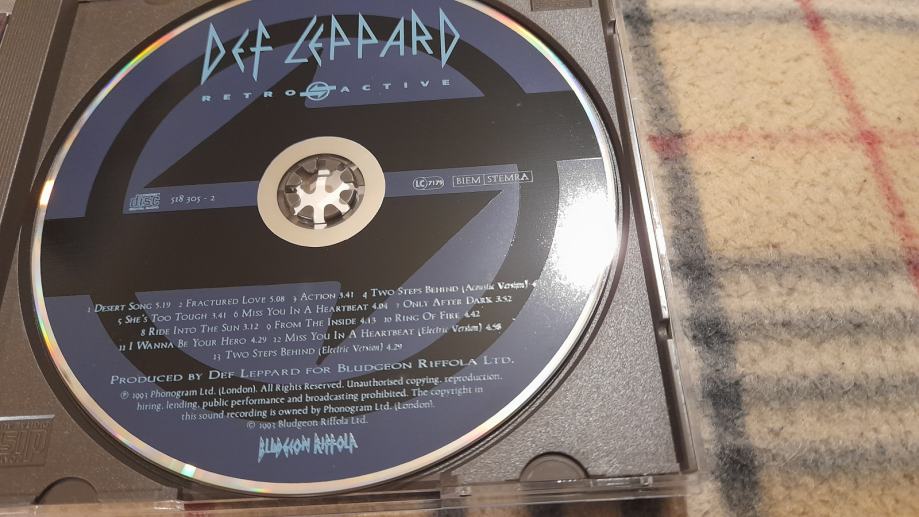 DEF LEPPARD
RETRO ACTIVE
disc 518 305 - 2
LC 7179 BIEM STEMRA
1 DESERT SONG 5.19 2 FRACTURED LOVE 5.08 3 ACTION 3.41 4 TWO STEPS BEHIND (Acoustic Version) 4
5 SHE'S TOO TOUGH 3.41 6 MISS YOU IN A HEARTBEAT 4.04 7 ONLY AFTER DARK 3.52
8 RIDE INTO THE SUN 3.12 9 FROM THE INSIDE 4.13 10 RING OF FIRE 4.42
11 I WANNA BE YOUR HERO 4.29 12 MISS YOU IN A HEARTBEAT (Electric Version) 4.58
13 TWO STEPS BEHIND (Electric Version) 4.29
PRODUCED BY DEF LEPPARD FOR BLUDGEON RIFFOLA LTD.
℗ 1993 Phonogram Ltd. (London). All Rights Reserved. Unauthorised copying, reproduction,
hiring, lending, public performance and broadcasting prohibited. The copyright in
this sound recording is owned by Phonogram Ltd. (London).
© 1993 Bludgeon Riffola Ltd.
BLUDGEON RIFFOLA